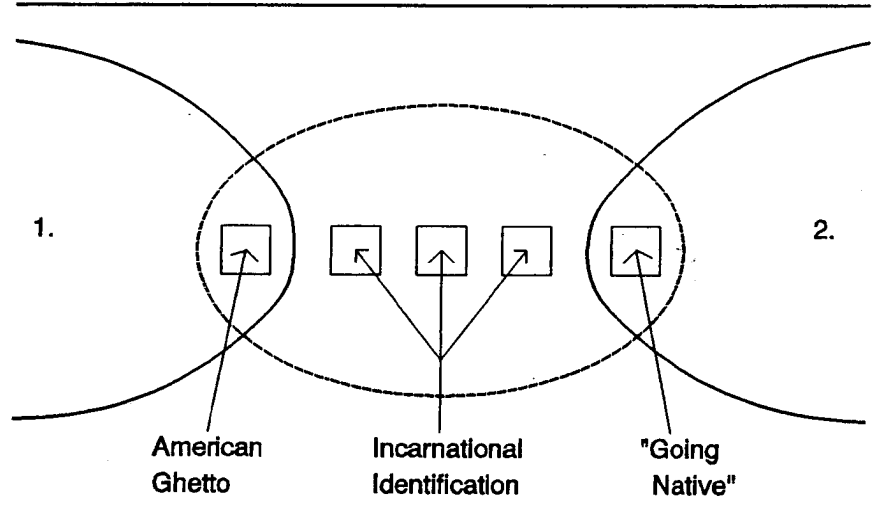 1.
2.
American
Ghetto
Incarnational
Identification
"Going
Native"